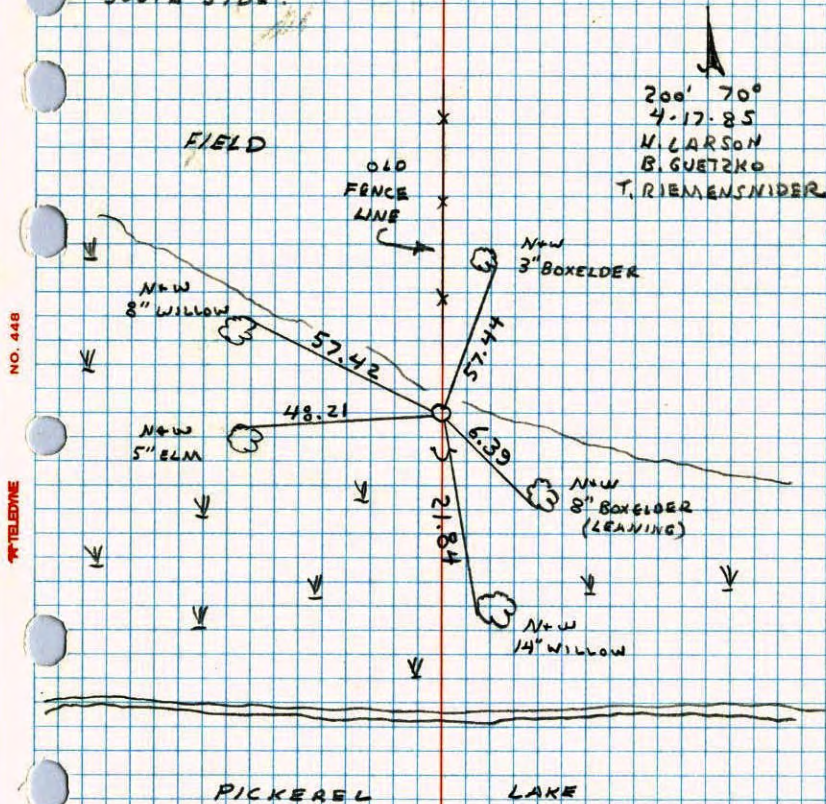 200' 70°
4-17-85
N. LARSON
B. GUETZKO
T. RIEMENSNIDER
FIELD
OLD
FENCE
LINE
N+W
3" BOXELDER
N+W
8" WILLOW
57.42
57.44
48.21
N+W
5" ELM
6.39
N+W
8" BOXELDER
(LEANING)
21.84
N+W
14" WILLOW
PICKEREL LAKE
NO. 448
TELEDYNE